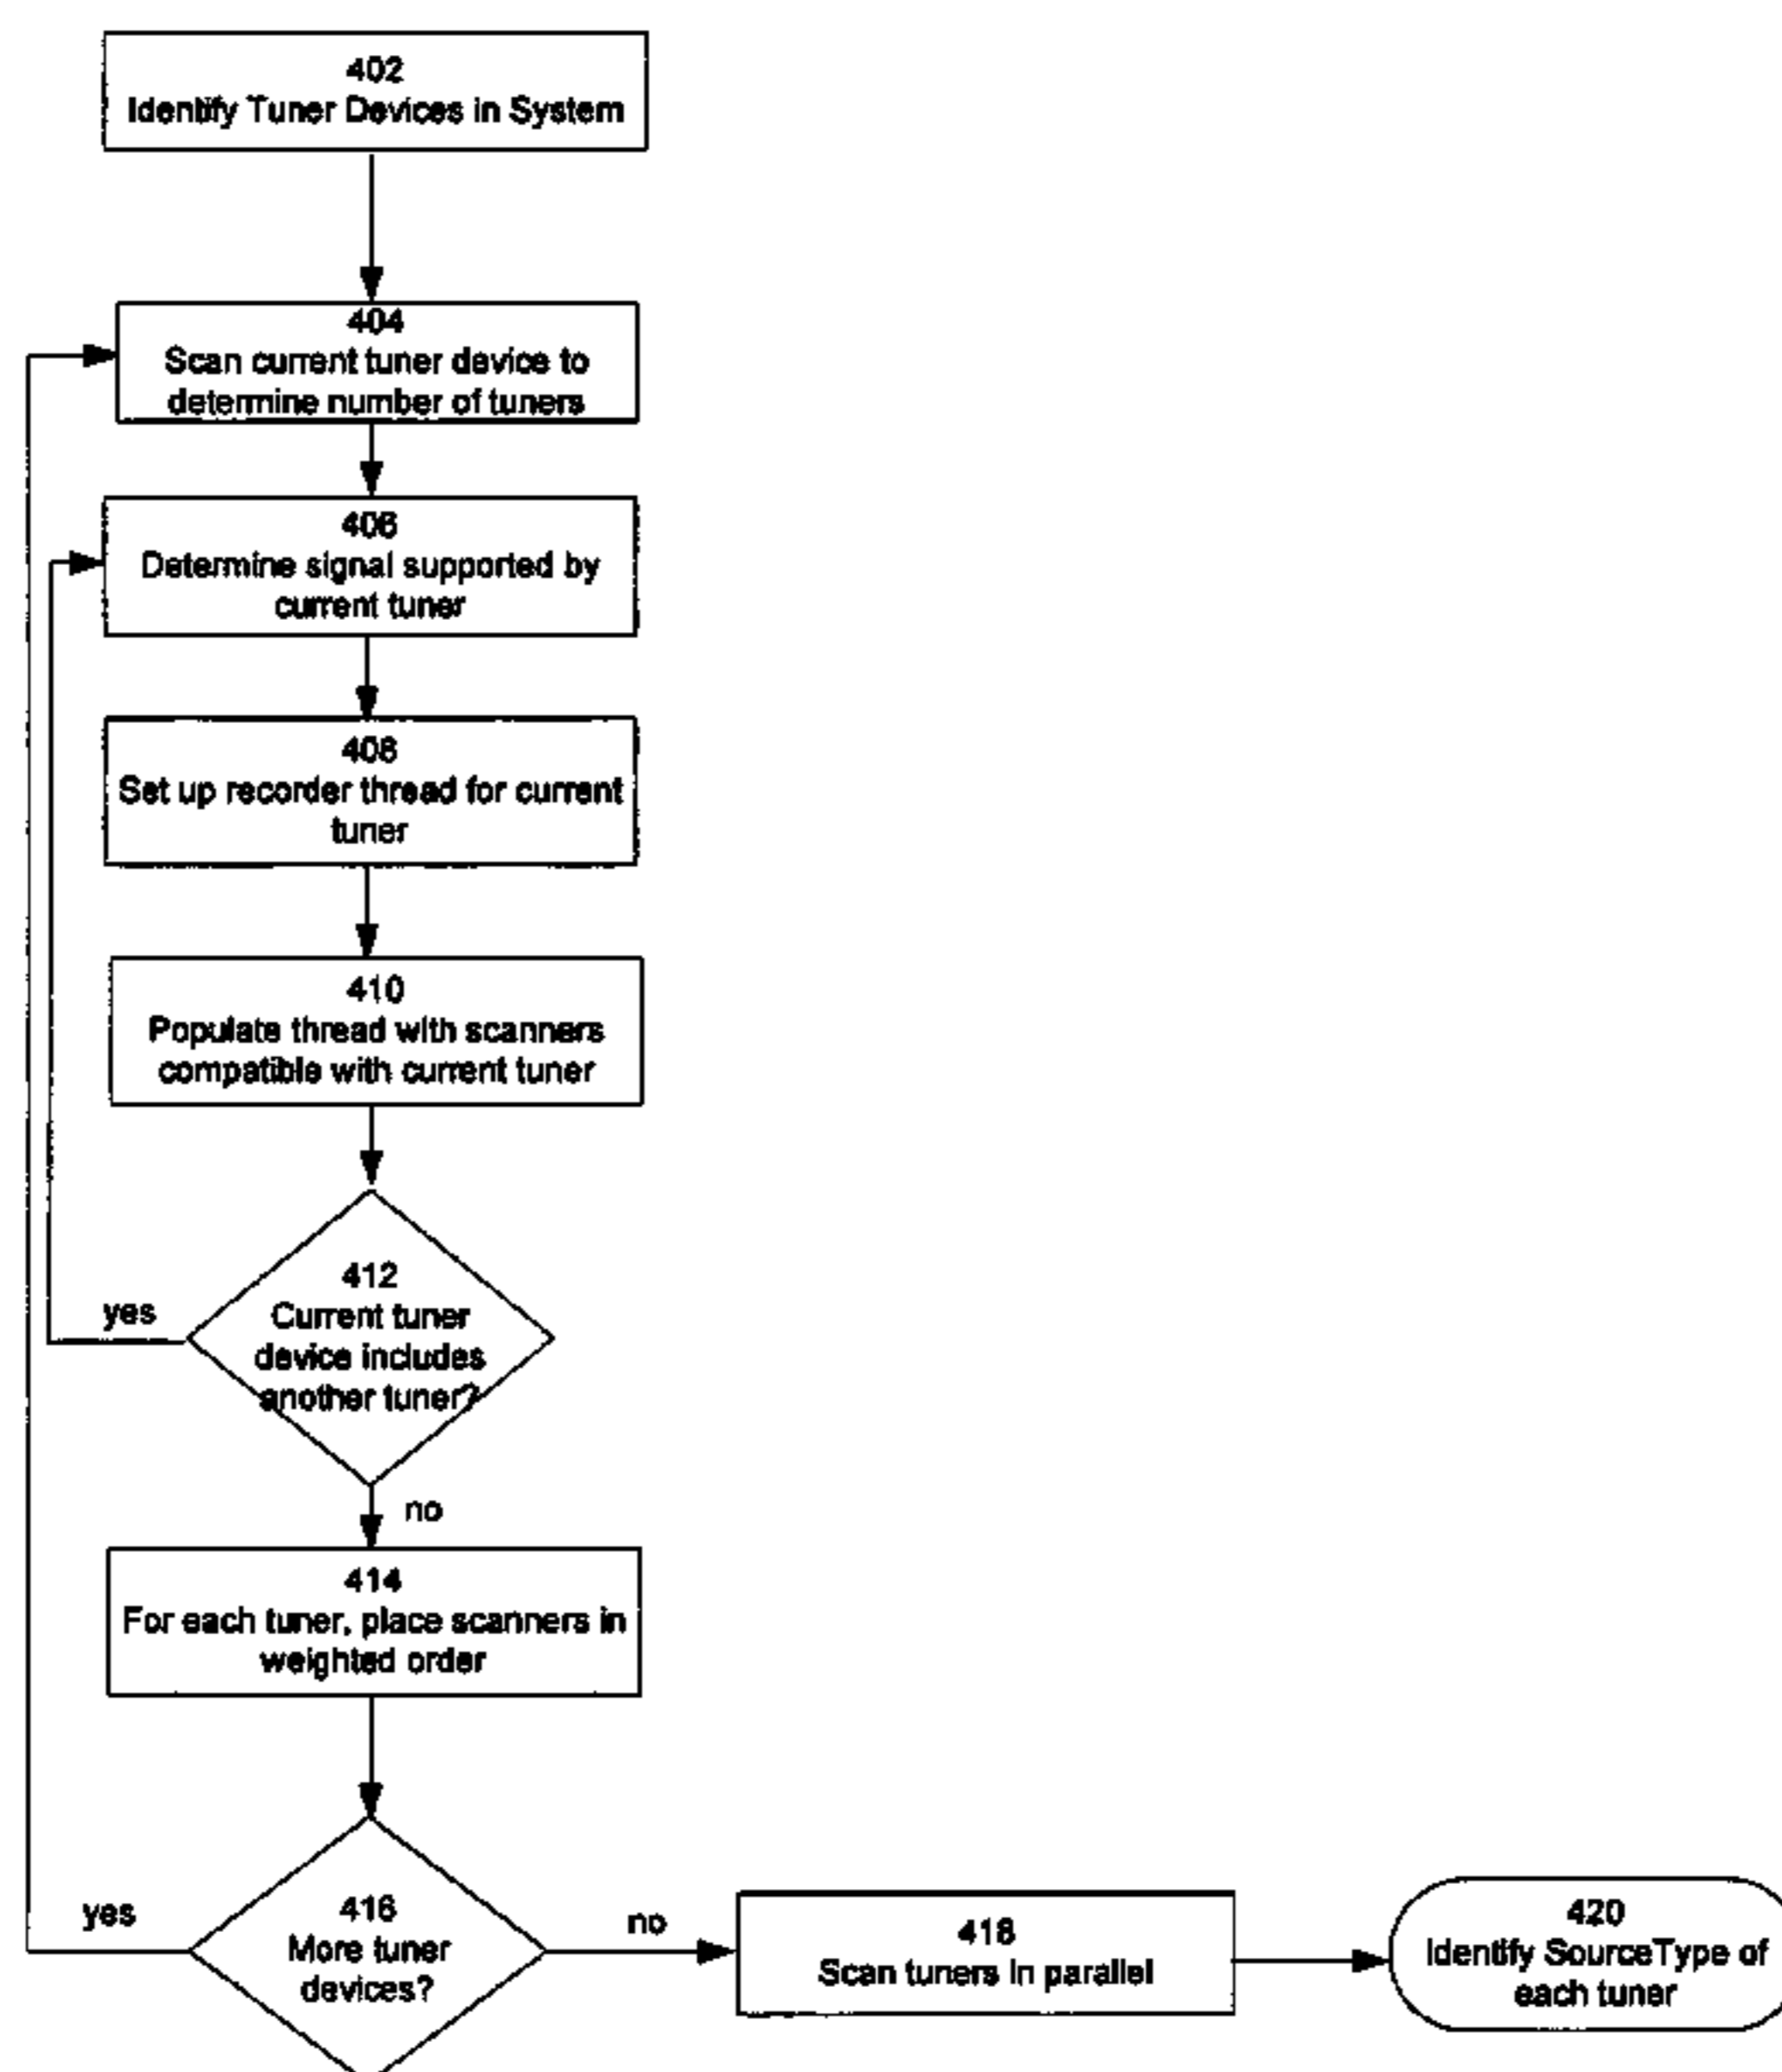 402
Identify Tuner Devices in System
404
Scan current tuner device to
determine number of tuners
406
Determine signal supported by
current tuner
408
Set up recorder thread for current
tuner
410
Populate thread with scanners
compatible with current tuner
412
Current tuner
device includes
another tuner?
yes
no
414
For each tuner, place scanners in
weighted order
416
More tuner
devices?
yes
no
418
Scan tuners in parallel
420
Identify SourceType of
each tuner